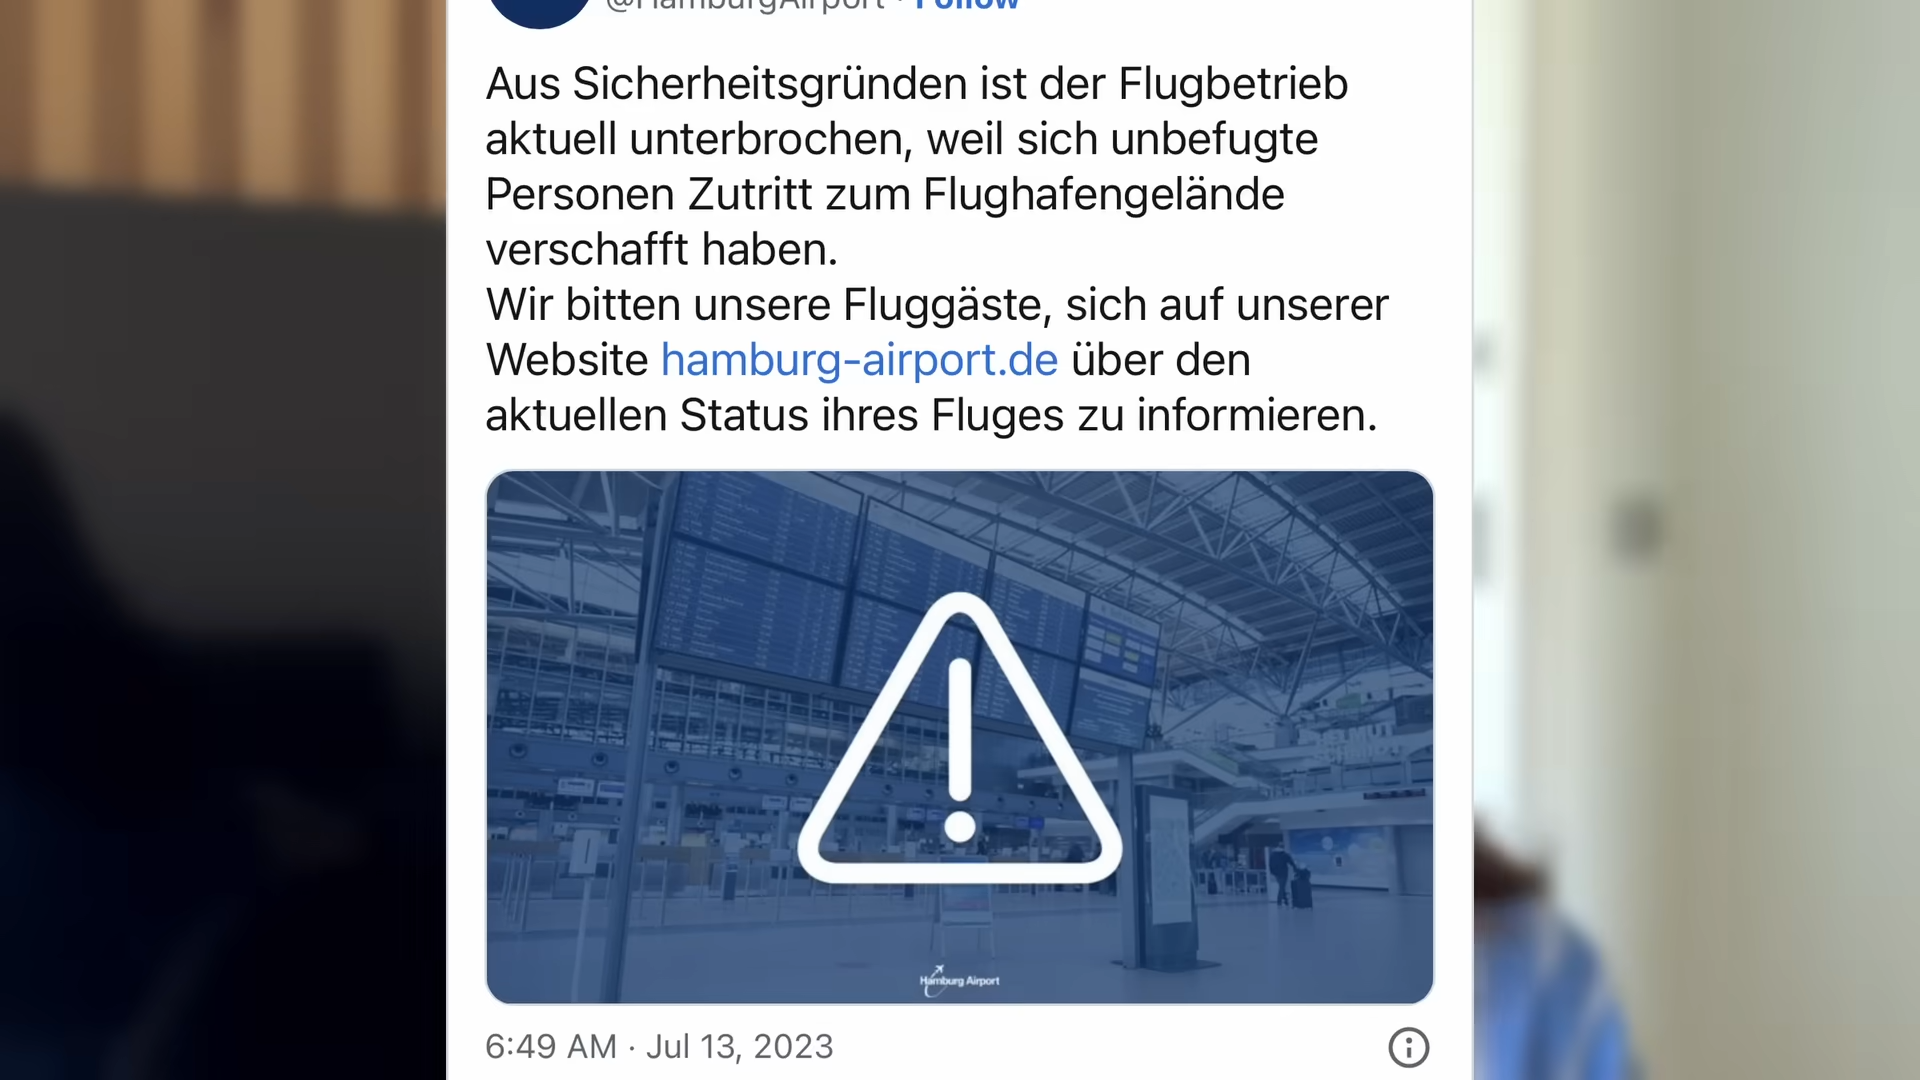 @HamburgAirport · Follow
Aus Sicherheitsgründen ist der Flugbetrieb
aktuell unterbrochen, weil sich unbefugte
Personen Zutritt zum Flughafengelände
verschafft haben.
Wir bitten unsere Fluggäste, sich auf unserer
Website hamburg-airport.de über den
aktuellen Status ihres Fluges zu informieren.
Hamburg Airport
6:49 AM · Jul 13, 2023